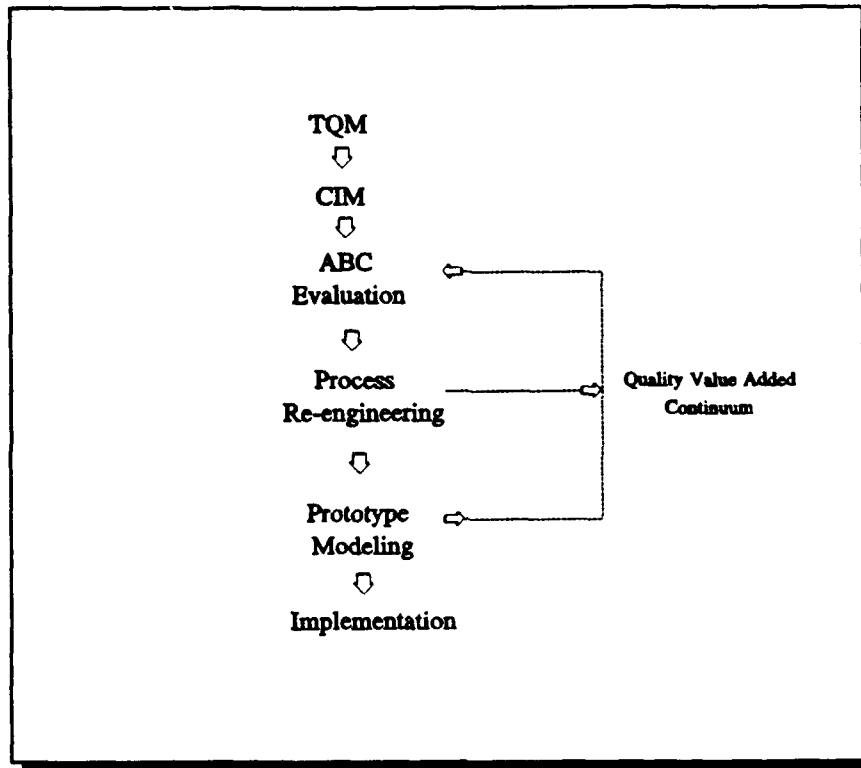 TQM
CIM
ABC
Evaluation
Process
Re-engineering
Quality Value Added
Continuum
Prototype
Modeling
Implementation